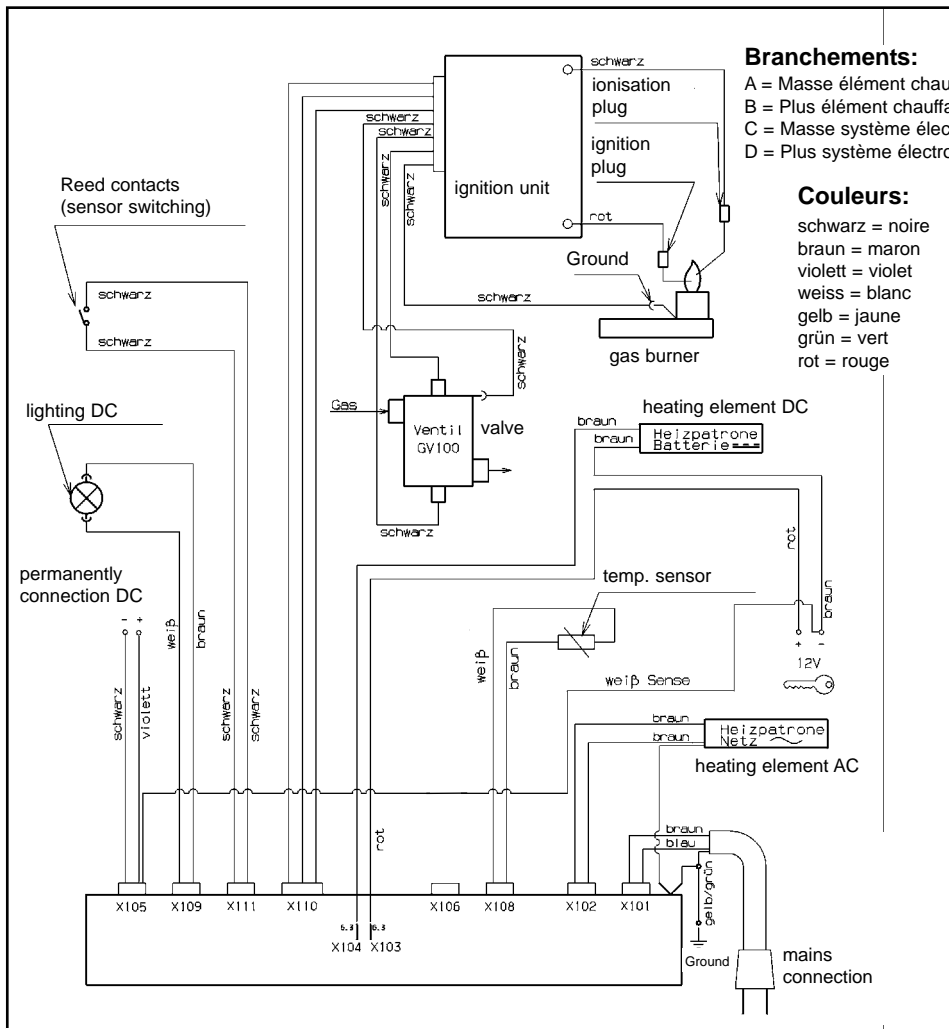 schwarz
ionisation
plug
ignition
plug
ignition unit
rot
Branchements:
A = Masse élément chau
B = Plus élément chauffa
C = Masse système élec
D = Plus système électro
Couleurs:
schwarz = noire
braun = maron
violett = violet
weiss = blanc
gelb = jaune
grün = vert
rot = rouge
schwarz
schwarz
schwarz
schwarz
Reed contacts
(sensor switching)
schwarz
schwarz
Ground
schwarz
gas burner
schwarz
Gas
Ventil
GV100
valve
schwarz
lighting DC
heating element DC
braun
braun
Heizpatrone
Batterie
permanently
connection DC
- +
schwarz
violett
weiß
braun
schwarz
schwarz
temp. sensor
weiß
braun
rot
braun
+ -
12V
weiß Sense
braun
braun
Heizpatrone
Netz
heating element AC
rot
braun
blau
gelb/grün
X105
X109
X111
X110
X106
X108
X102
X101
6.3
6.3
X104
X103
Ground
mains
connection